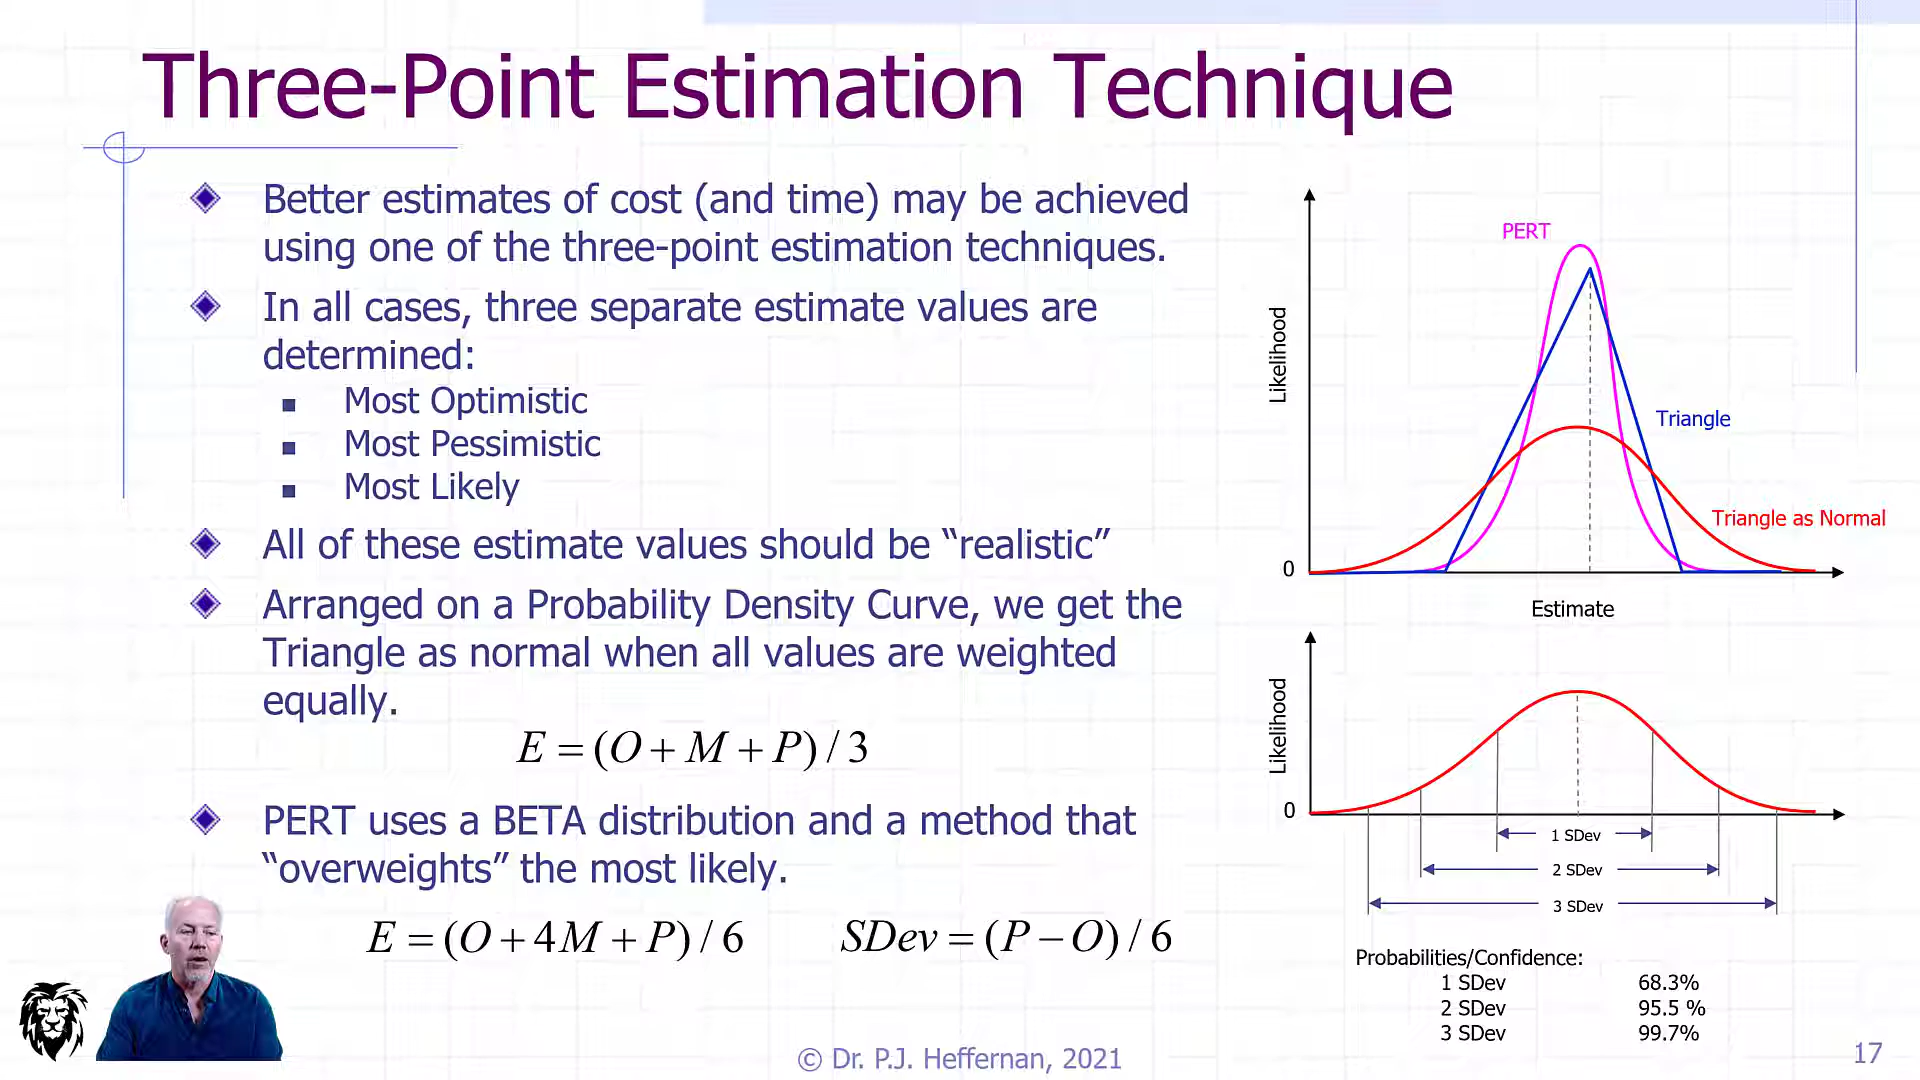 Three-Point Estimation Technique
Better estimates of cost (and time) may be achieved
using one of the three-point estimation techniques.
In all cases, three separate estimate values are
determined:
Most Optimistic
Most Pessimistic
Most Likely
All of these estimate values should be “realistic”
Arranged on a Probability Density Curve, we get the
Triangle as normal when all values are weighted
equally.
E = (O + M + P) / 3
PERT uses a BETA distribution and a method that
“overweights” the most likely.
E = (O + 4M + P) / 6
SDev = (P − O) / 6
PERT
Likelihood
Triangle
Triangle as Normal
0
Estimate
Likelihood
0
1 SDev
2 SDev
3 SDev
Probabilities/Confidence:
1 SDev 68.3%
2 SDev 95.5 %
3 SDev 99.7%
© Dr. P.J. Heffernan, 2021
17